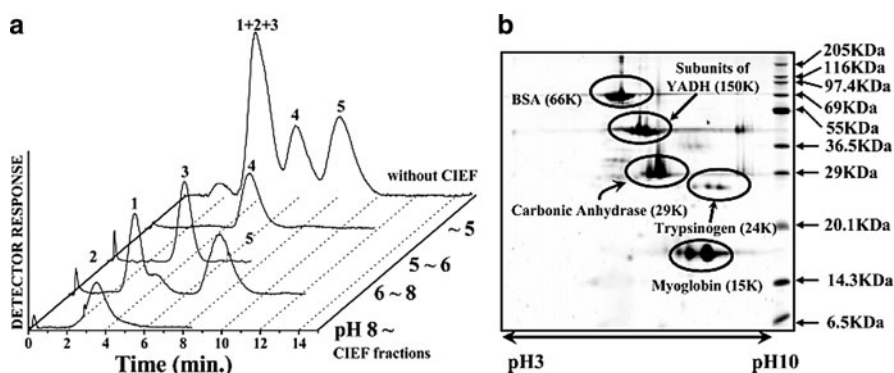 a
1+2+3
4
5
without CIEF
3
4
~5
1
5~6
2
5
6~8
pH 8~
CIEF fractions
DETECTOR RESPONSE
0 2 4 6 8 10 12 14
Time (min.)
b
205KDa
116KDa
97.4KDa
69KDa
55KDa
36.5KDa
29KDa
20.1KDa
14.3KDa
6.5KDa
Subunits of
YADH (150K)
BSA (66K)
Carbonic Anhydrase (29K)
Trypsinogen (24K)
Myoglobin (15K)
pH3
pH10